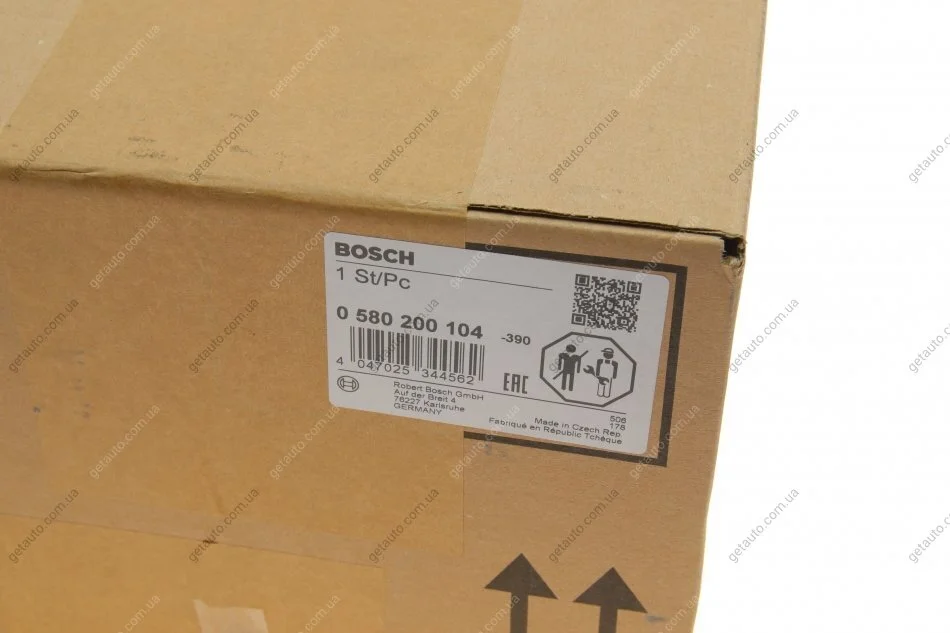 BOSCH
1 St/Pc
0 580 200 104 -390
4 047025 344562
EAC
Robert Bosch GmbH
Auf der Breit 4
76227 Karlsruhe
GERMANY
506
178
Made in Czech Rep.
Fabriqué en République Tchèque
getauto.com.ua